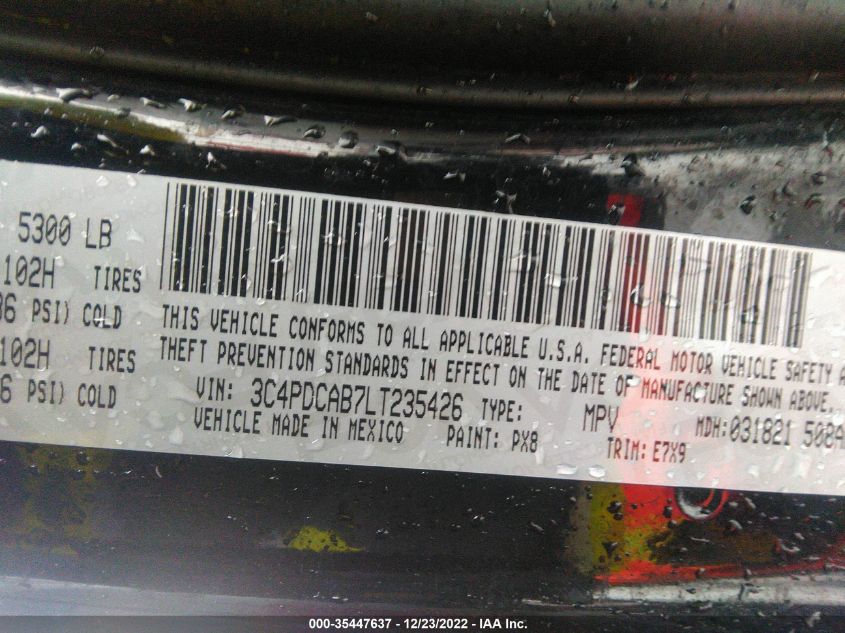 5300 LB
102H TIRES
36 PSI) COLD
102H TIRES
6 PSI) COLD
THIS VEHICLE CONFORMS TO ALL APPLICABLE U.S.A. FEDERAL MOTOR VEHICLE SAFETY A
THEFT PREVENTION STANDARDS IN EFFECT ON THE DATE OF MANUFACTURE SHOWN ABOVE.
VIN: 3C4PDCAB7LT235426 TYPE: MPV MDH:031821 508A
VEHICLE MADE IN MEXICO PAINT: PX8 TRIM: E7X9
000-35447637 - 12/23/2022 - IAA Inc.